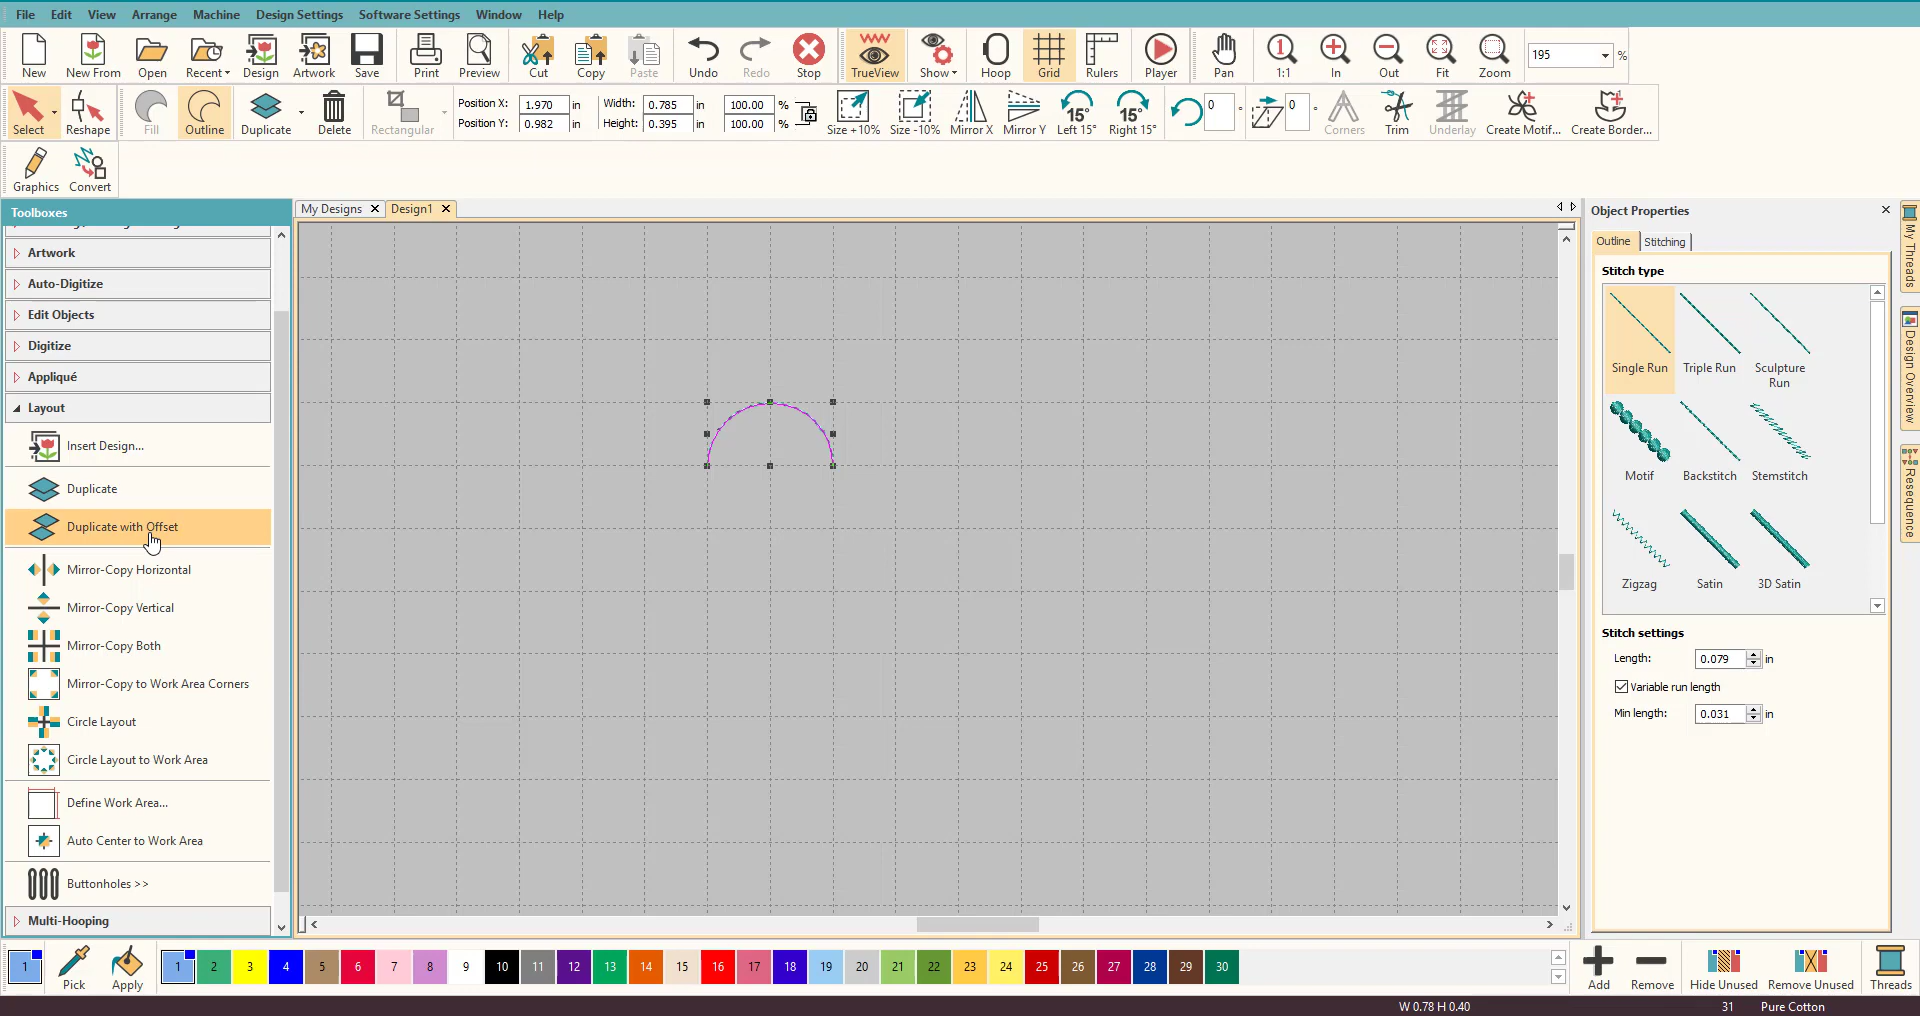 File Edit View Arrange Machine Design Settings Software Settings Window Help
New New From Open Recent Design Artwork Save Print Preview Cut Copy Paste Undo Redo Stop TrueView Show Hoop Grid Rulers Player Pan 1:1 In Out Fit Zoom 195 %
Select Reshape Fill Outline Duplicate Delete Rectangular Position X: 1.970 in Width: 0.785 in 100.00 % Size +10% Size -10% Mirror X Mirror Y 15° Left 15° 15° Right 15° 0 ° 0 ° Corners Trim Underlay Create Motif... Create Border...
Position Y: 0.982 in Height: 0.395 in 100.00 %
Graphics Convert
Toolboxes
Artwork
Auto-Digitize
Edit Objects
Digitize
Appliqué
Layout
Insert Design...
Duplicate
Duplicate with Offset
Mirror-Copy Horizontal
Mirror-Copy Vertical
Mirror-Copy Both
Mirror-Copy to Work Area Corners
Circle Layout
Circle Layout to Work Area
Define Work Area...
Auto Center to Work Area
Buttonholes >>
Multi-Hooping
My Designs Design1
Object Properties
Outline Stitching
Stitch type
Single Run Triple Run Sculpture Run
Motif Backstitch Stemstitch
Zigzag Satin 3D Satin
Stitch settings
Length: 0.079 in
Variable run length
Min length: 0.031 in
My Threads
Design Overview
Resequence
1 Pick Apply 1 2 3 4 5 6 7 8 9 10 11 12 13 14 15 16 17 18 19 20 21 22 23 24 25 26 27 28 29 30 Add Remove Hide Unused Remove Unused Threads
W 0.78 H 0.40 31 Pure Cotton